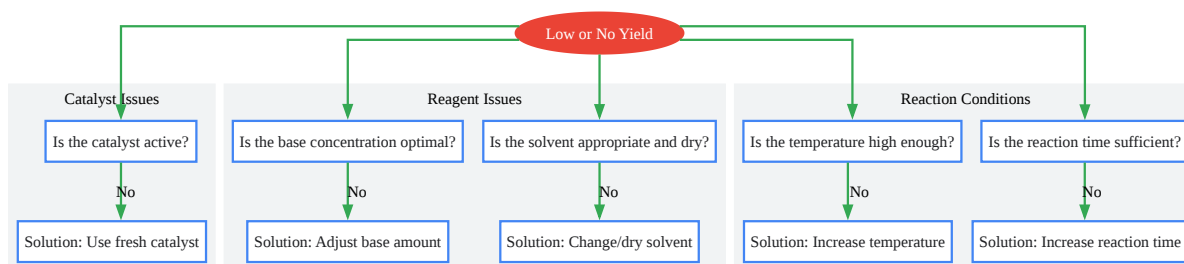 Low or No Yield
Catalyst Issues
Reagent Issues
Reaction Conditions
Is the catalyst active?
Is the base concentration optimal?
Is the solvent appropriate and dry?
Is the temperature high enough?
Is the reaction time sufficient?
No
No
No
No
No
Solution: Use fresh catalyst
Solution: Adjust base amount
Solution: Change/dry solvent
Solution: Increase temperature
Solution: Increase reaction time